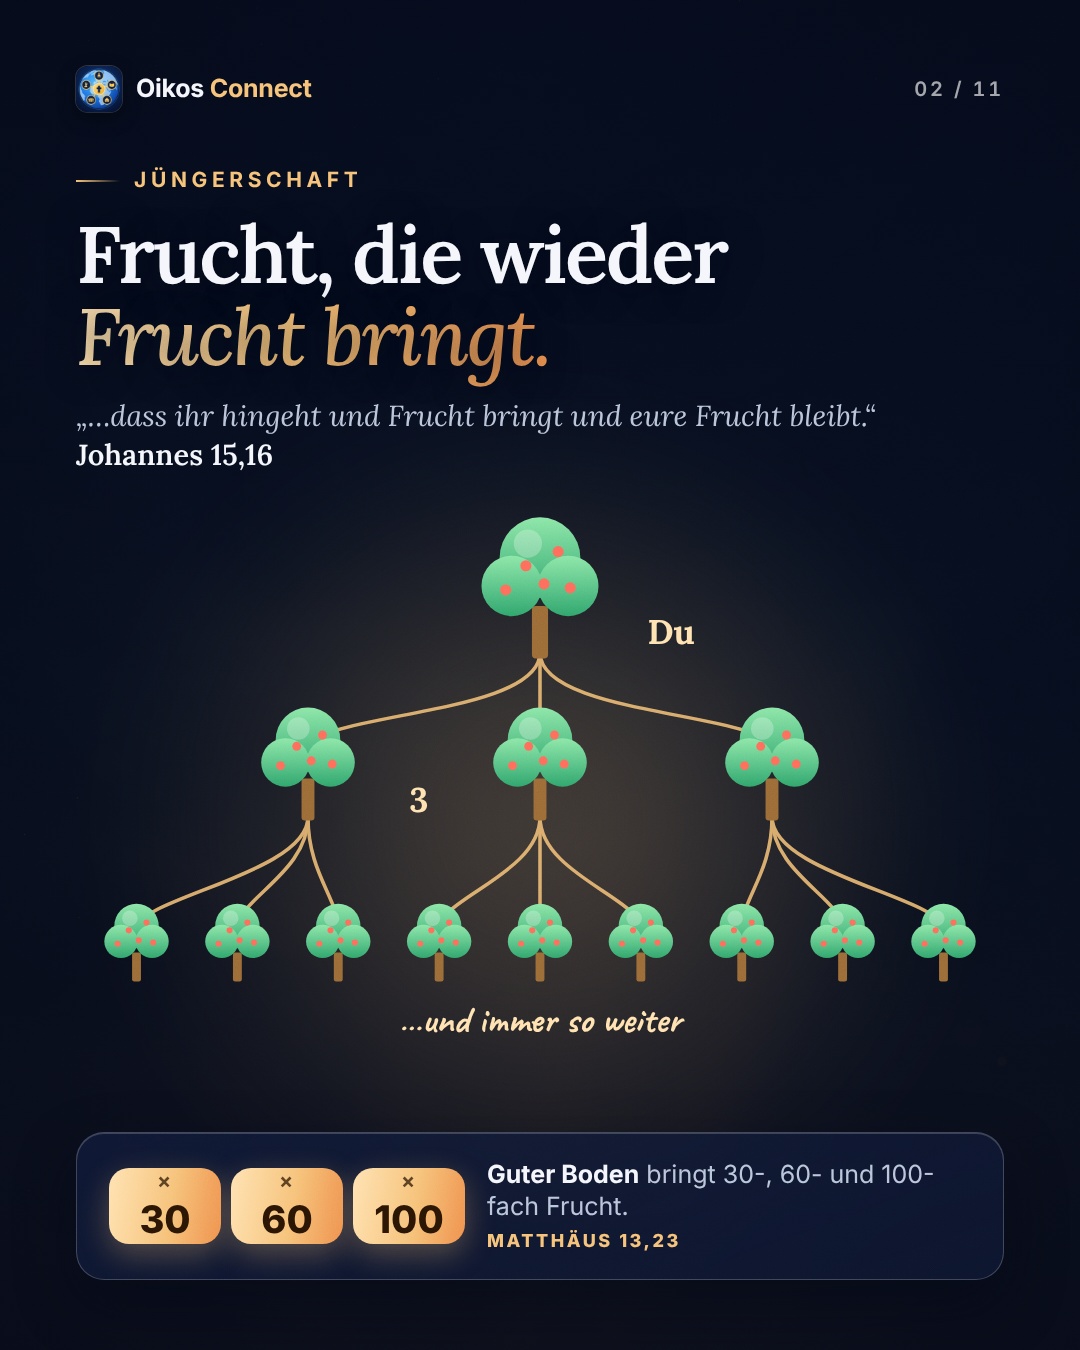 Oikos Connect
02 / 11
JÜNGERSCHAFT
Frucht, die wieder
Frucht bringt.
„…dass ihr hingeht und Frucht bringt und eure Frucht bleibt.“
Johannes 15,16
Du
3
…und immer so weiter
× 30
× 60
× 100
Guter Boden bringt 30-, 60- und 100-
fach Frucht.
MATTHÄUS 13,23